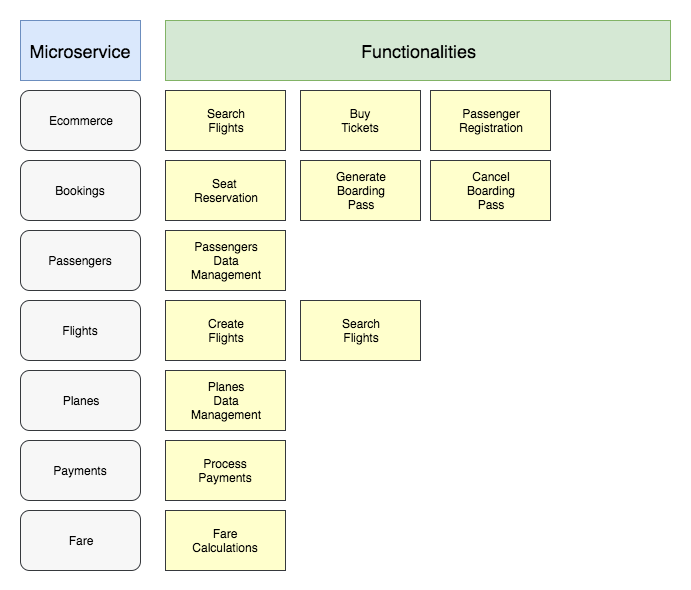 Microservice
Functionalities
Ecommerce
Search
Flights
Buy
Tickets
Passenger
Registration
Bookings
Seat
Reservation
Generate
Boarding
Pass
Cancel
Boarding
Pass
Passengers
Passengers
Data
Management
Flights
Create
Flights
Search
Flights
Planes
Planes
Data
Management
Payments
Process
Payments
Fare
Fare
Calculations